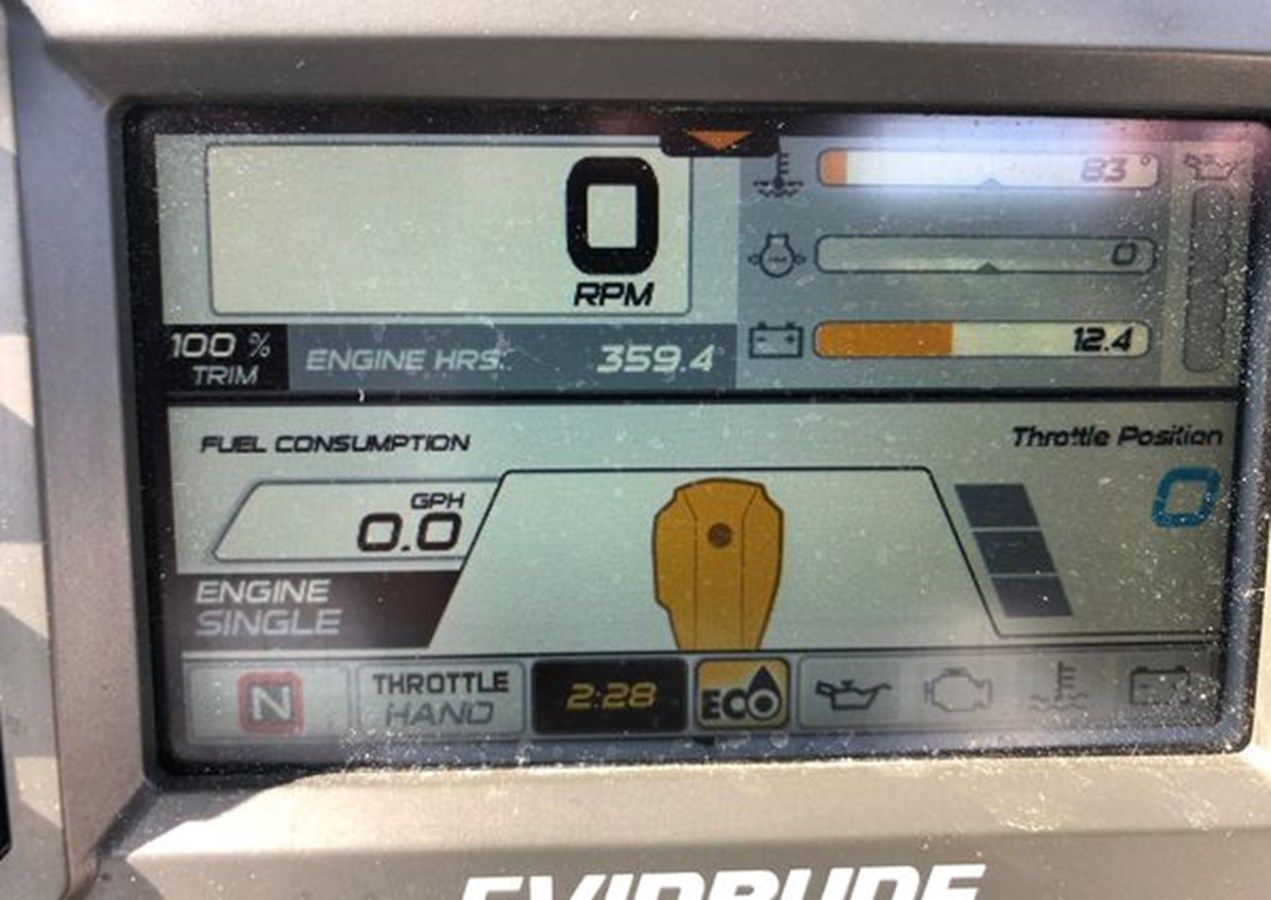 0
RPM
83°
0
12.4
100 %
TRIM
ENGINE HRS:
359.4
FUEL CONSUMPTION
Throttle Position
GPH
0.0
0
ENGINE
SINGLE
N
THROTTLE
HAND
2:28
ECO
EVINRUDE